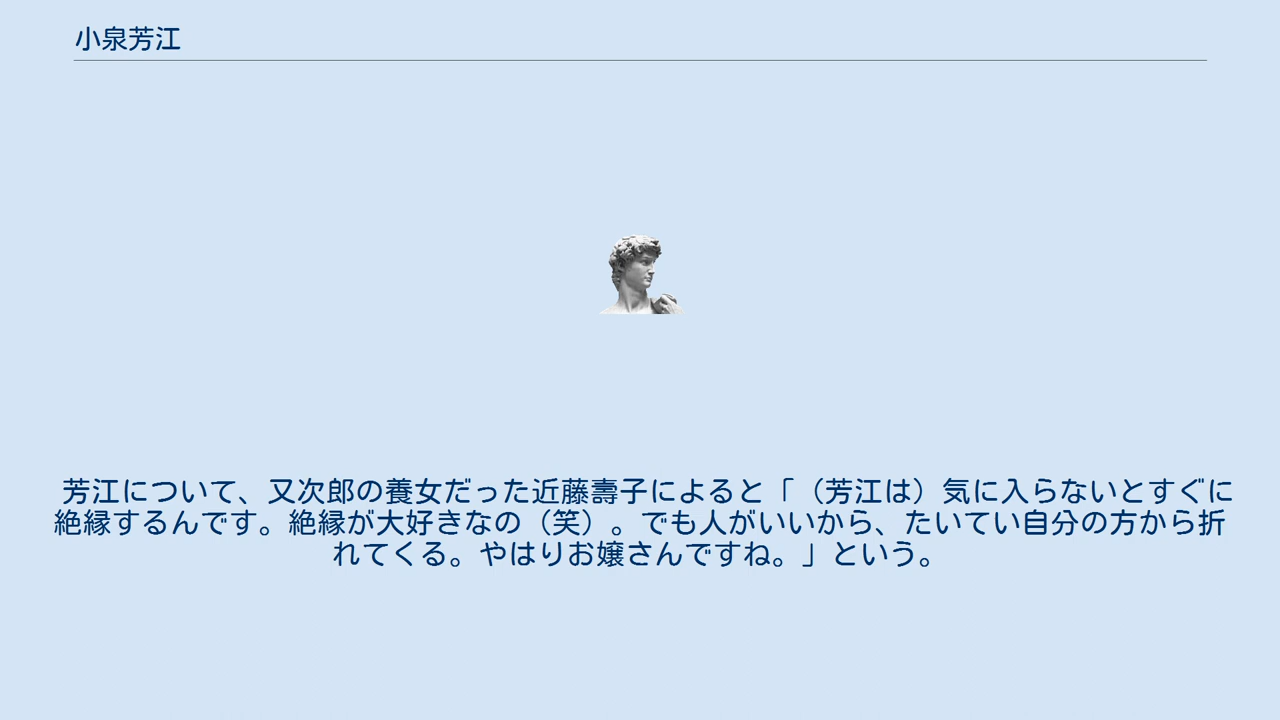 小泉芳江
芳江について、又次郎の養女だった近藤壽子によると「（芳江は）気に入らないとすぐに
絶縁するんです。絶縁が大好きなの（笑）。でも人がいいから、たいてい自分の方から折
れてくる。やはりお嬢さんですね。」という。